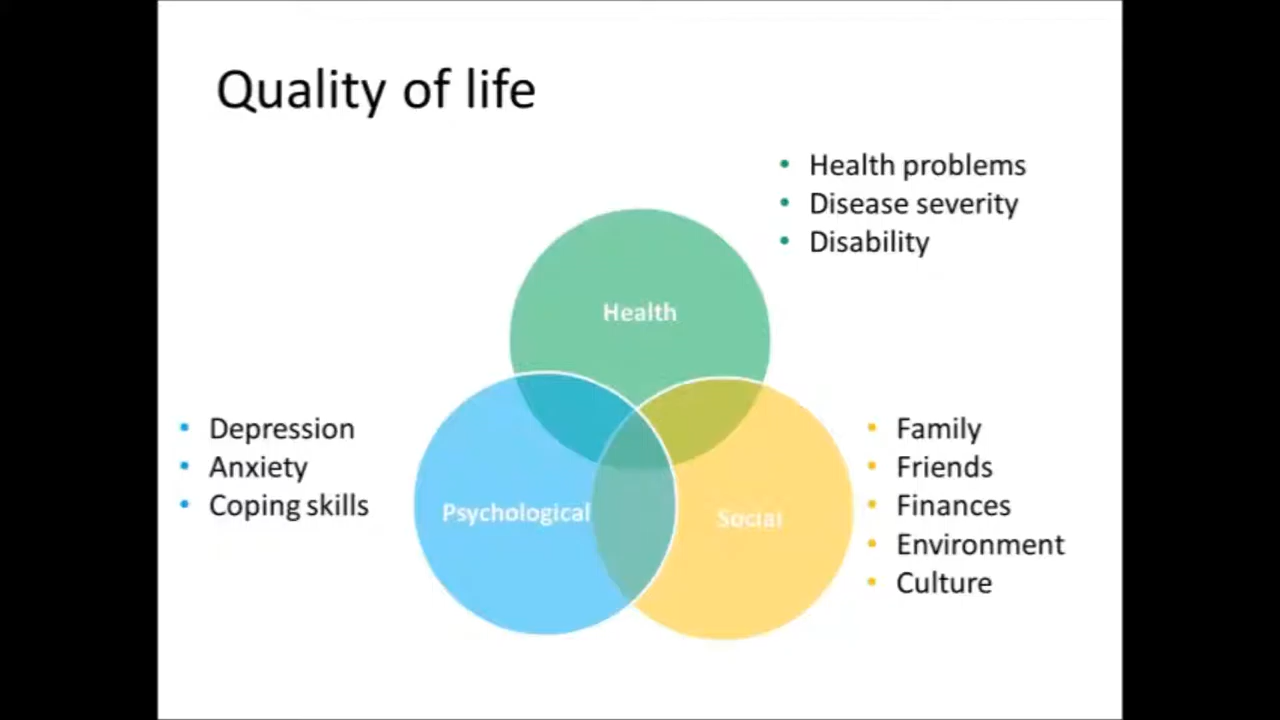 Quality of life
Health problems
Disease severity
Disability
Health
Depression
Anxiety
Coping skills
Psychological
Social
Family
Friends
Finances
Environment
Culture